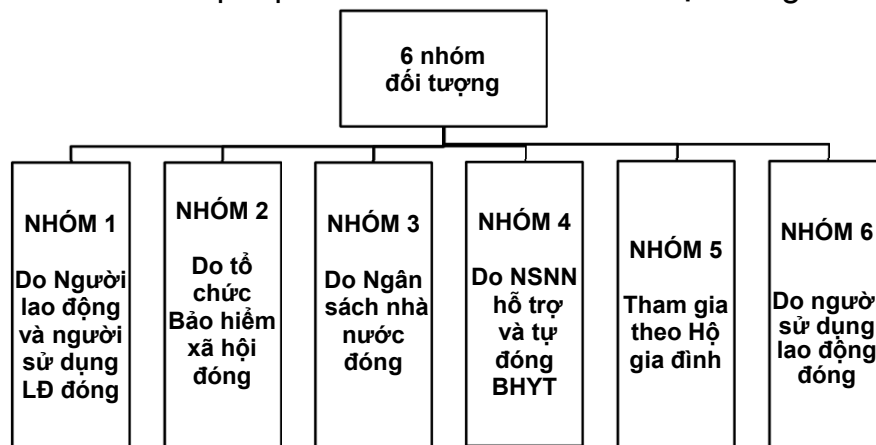 6 nhóm
đối tượng
NHÓM 1
Do Người
lao động
và người
sử dụng
LĐ đóng
NHÓM 2
Do tổ
chức
Bảo hiểm
xã hội
đóng
NHÓM 3
Do Ngân
sách nhà
nước
đóng
NHÓM 4
Do NSNN
hỗ trợ
và tự
đóng
BHYT
NHÓM 5
Tham gia
theo Hộ
gia đình
NHÓM 6
Do ngườ
sử dụng
lao động
đóng